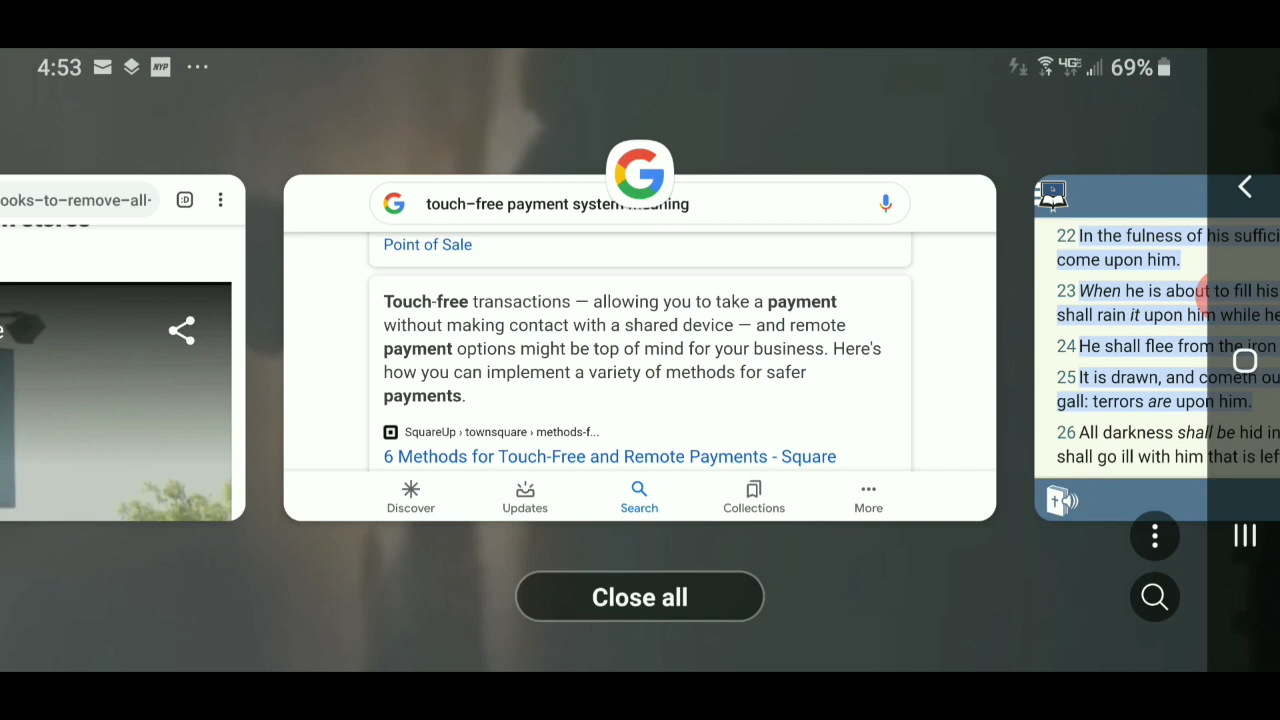 4:53 NYP ... 4GE 69%
ooks-to-remove-all-
:D
touch-free payment system meaning
Point of Sale
Touch-free transactions — allowing you to take a payment
without making contact with a shared device — and remote
payment options might be top of mind for your business. Here's
how you can implement a variety of methods for safer
payments.
SquareUp › townsquare › methods-f...
6 Methods for Touch-Free and Remote Payments - Square
Discover Updates Search Collections More
22 In the fulness of his suffici
come upon him.
23 When he is about to fill his
shall rain it upon him while he
24 He shall flee from the iron
25 It is drawn, and cometh ou
gall: terrors are upon him.
26 All darkness shall be hid in
shall go ill with him that is lef
Close all